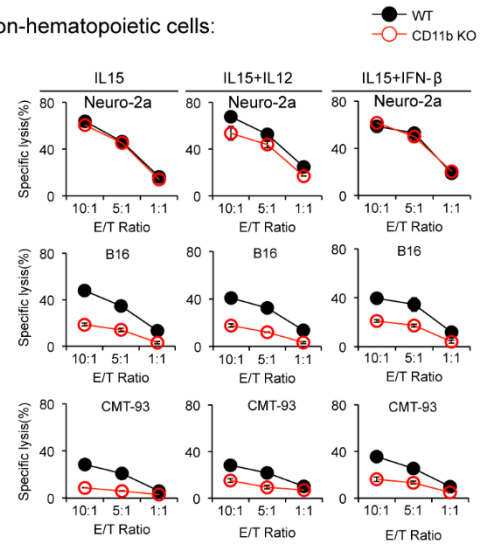 on-hematopoietic cells:
WT
CD11b KO
IL15 IL15+IL12 IL15+IFN-β
Neuro-2a Neuro-2a Neuro-2a
Specific lysis(%)
80 80 80
40 40 40
0 0 0
10:1 5:1 1:1 10:1 5:1 1:1 10:1 5:1 1:1
E/T Ratio E/T Ratio E/T Ratio
B16 B16 B16
Specific lysis(%)
80 80 80
40 40 40
0 0 0
10:1 5:1 1:1 10:1 5:1 1:1 10:1 5:1 1:1
E/T Ratio E/T Ratio E/T Ratio
CMT-93 CMT-93 CMT-93
Specific lysis(%)
80 80 80
40 40 40
0 0 0
10:1 5:1 1:1 10:1 5:1 1:1 10:1 5:1 1:1
E/T Ratio E/T Ratio E/T Ratio